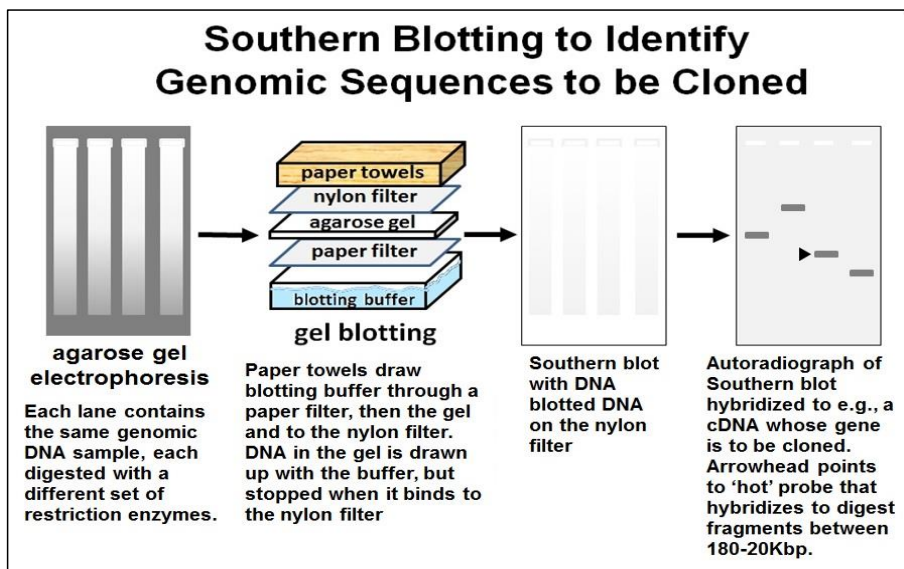 Southern Blotting to Identify
Genomic Sequences to be Cloned
agarose gel
electrophoresis
Each lane contains
the same genomic
DNA sample, each
digested with a
different set of
restriction enzymes.
paper towels
nylon filter
agarose gel
paper filter
blotting buffer
gel blotting
Paper towels draw
blotting buffer through a
paper filter, then the gel
and to the nylon filter.
DNA in the gel is drawn
up with the buffer, but
stopped when it binds to
the nylon filter
Southern blot
with DNA
blotted DNA
on the nylon
filter
Autoradiograph of
Southern blot
hybridized to e.g., a
cDNA whose gene
is to be cloned.
Arrowhead points
to ‘hot’ probe that
hybridizes to digest
fragments between
180-20Kbp.